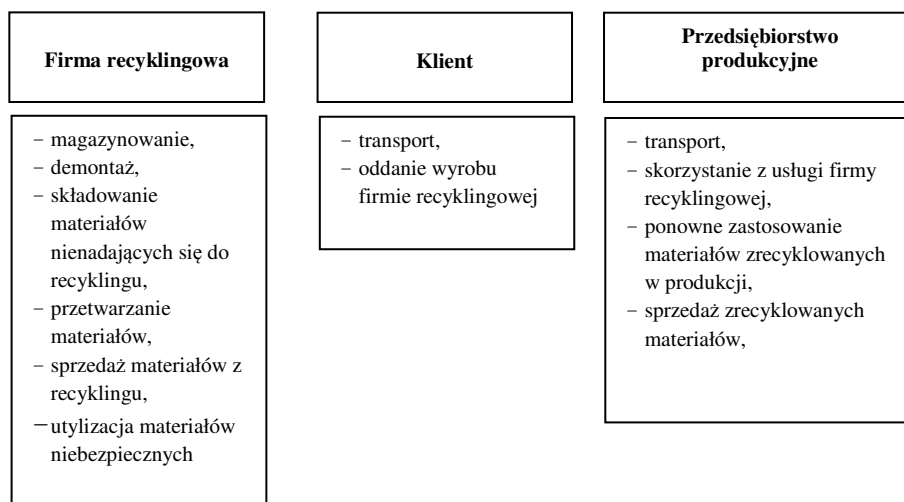 Firma recyklingowa
– magazynowanie,
– demontaż,
– składowanie
materiałów
nienadających się do
recyklingu,
– przetwarzanie
materiałów,
– sprzedaż materiałów z
recyklingu,
– utylizacja materiałów
niebezpiecznych
Klient
– transport,
– oddanie wyrobu
firmie recyklingowej
Przedsiębiorstwo
produkcyjne
– transport,
– skorzystanie z usługi firmy
recyklingowej,
– ponowne zastosowanie
materiałów zrecyklowanych
w produkcji,
– sprzedaż zrecyklowanych
materiałów,